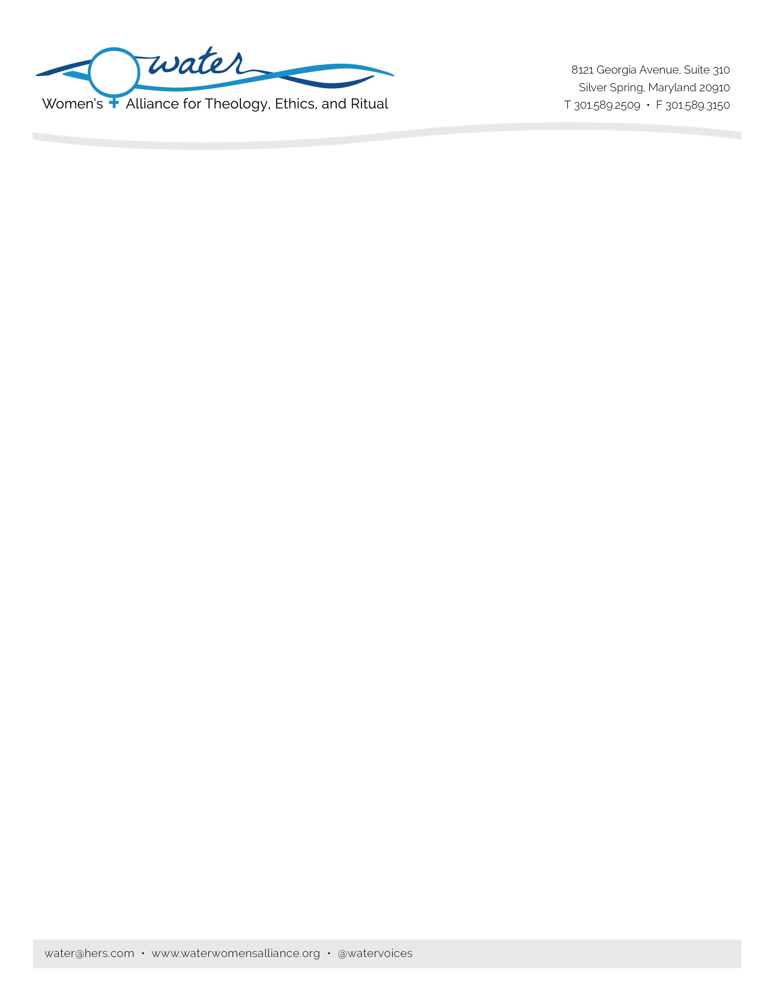 water
Women's Alliance for Theology, Ethics, and Ritual
8121 Georgia Avenue, Suite 310
Silver Spring, Maryland 20910
T 301.589.2509 • F 301.589.3150
water@hers.com • www.waterwomensalliance.org • @watervoices